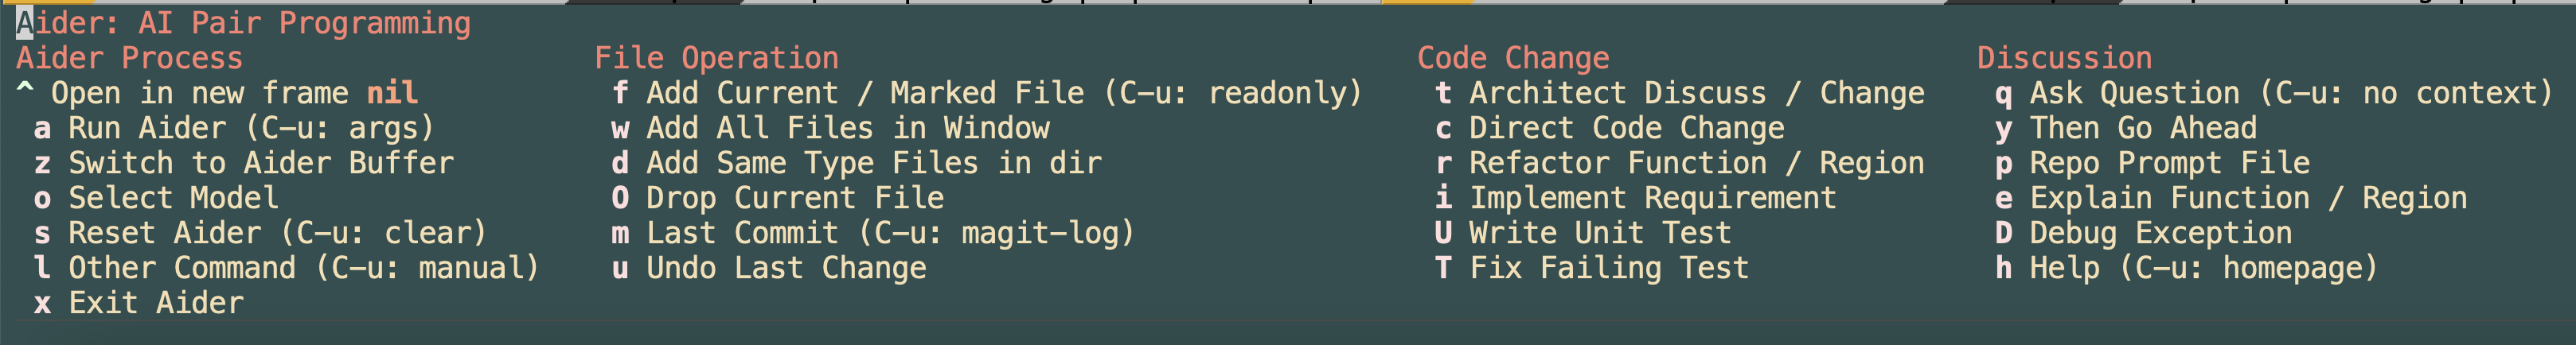 Aider: AI Pair Programming
Aider Process File Operation Code Change Discussion
^ Open in new frame nil f Add Current / Marked File (C-u: readonly) t Architect Discuss / Change q Ask Question (C-u: no context)
a Run Aider (C-u: args) w Add All Files in Window c Direct Code Change y Then Go Ahead
z Switch to Aider Buffer d Add Same Type Files in dir r Refactor Function / Region p Repo Prompt File
o Select Model O Drop Current File i Implement Requirement e Explain Function / Region
s Reset Aider (C-u: clear) m Last Commit (C-u: magit-log) U Write Unit Test D Debug Exception
l Other Command (C-u: manual) u Undo Last Change T Fix Failing Test h Help (C-u: homepage)
x Exit Aider